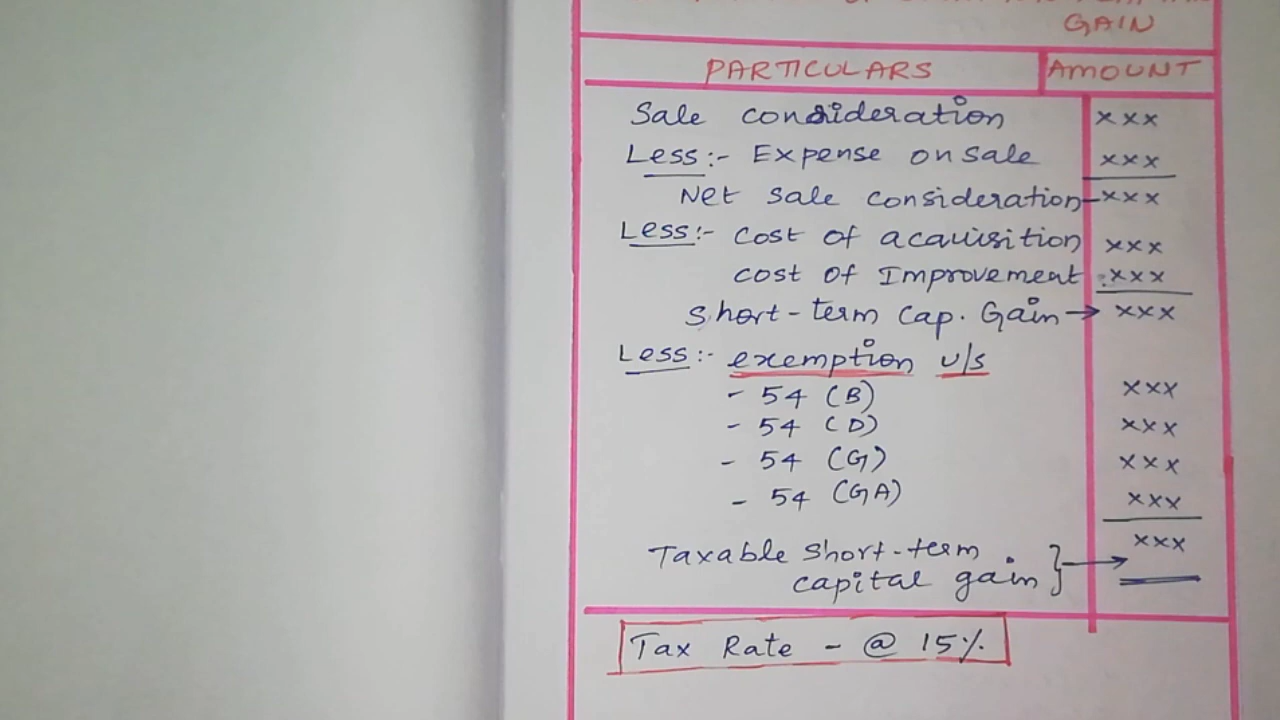 GAIN
PARTICULARS AMOUNT
Sale consideration xxx
Less:- Expense on sale xxx
Net sale consideration xxx
Less:- cost of acauisition xxx
cost of Improvement xxx
Short-term Cap. Gain → xxx
Less:- exemption u/s
- 54 (B) xxx
- 54 (D) xxx
- 54 (G) xxx
- 54 (GA) xxx
Taxable short-term xxx
capital gain } →
Tax Rate - @ 15%